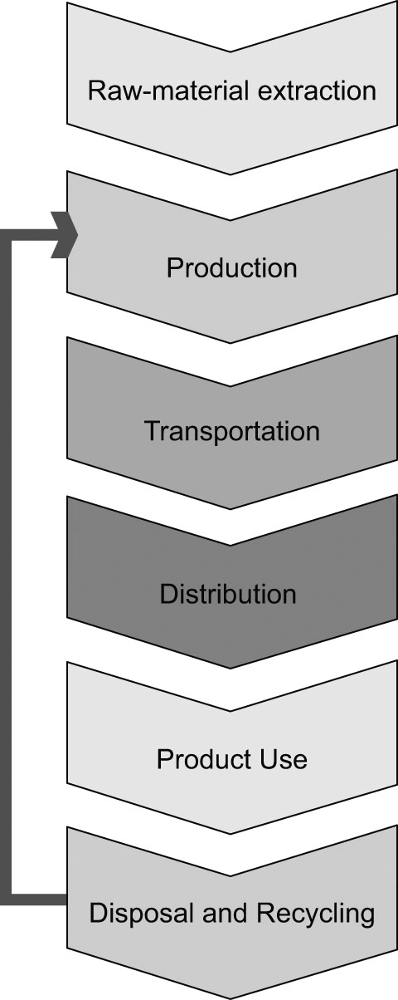 Raw-material extraction
Production
Transportation
Distribution
Product Use
Disposal and Recycling